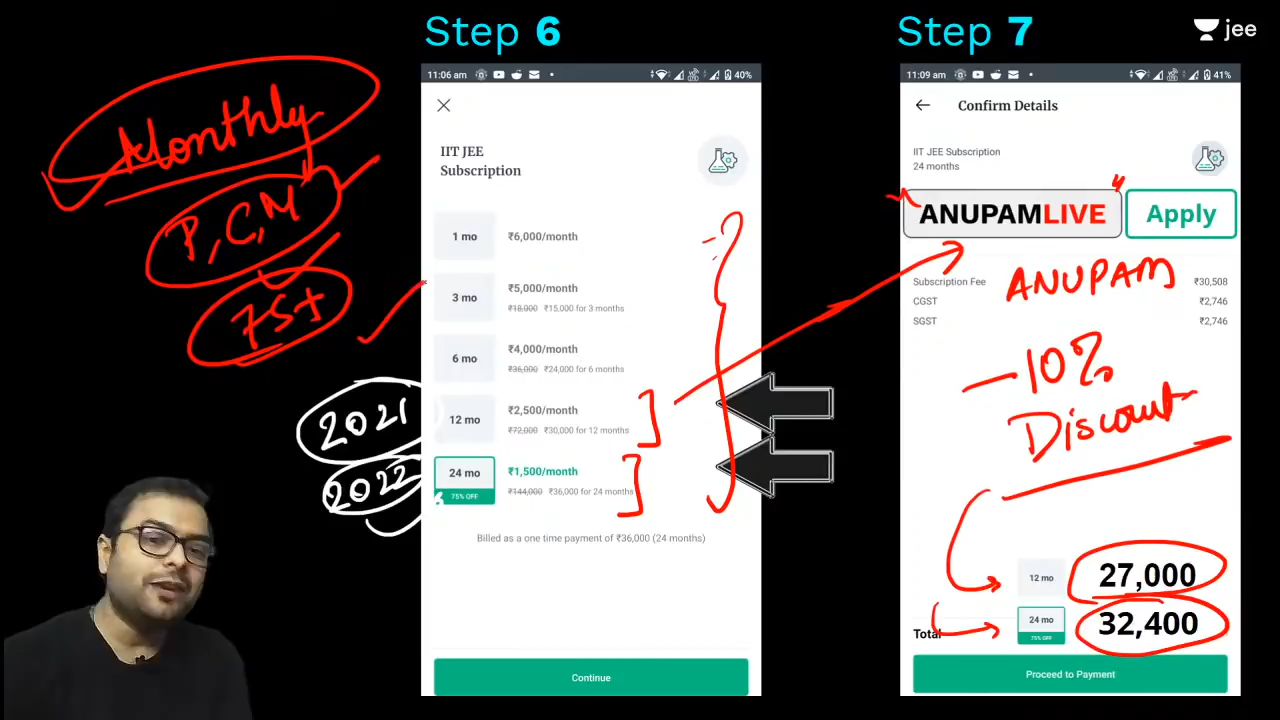 Step 6
Step 7
jee
Monthly
P, C, M
75+
2021
2022
11:06 am
40%
IIT JEE
Subscription
1 mo
₹6,000/month
3 mo
₹5,000/month
₹18,000 ₹15,000 for 3 months
6 mo
₹4,000/month
₹36,000 ₹24,000 for 6 months
12 mo
₹2,500/month
₹72,000 ₹30,000 for 12 months
24 mo
75% OFF
₹1,500/month
₹144,000 ₹36,000 for 24 months
Billed as a one time payment of ₹36,000 (24 months)
Continue
11:09 am
41%
Confirm Details
IIT JEE Subscription
24 months
ANUPAMLIVE
Apply
Subscription Fee ₹30,508
CGST ₹2,746
SGST ₹2,746
ANUPAM
-10%
Discount
12 mo 27,000
24 mo 32,400
75% OFF
Total
Proceed to Payment